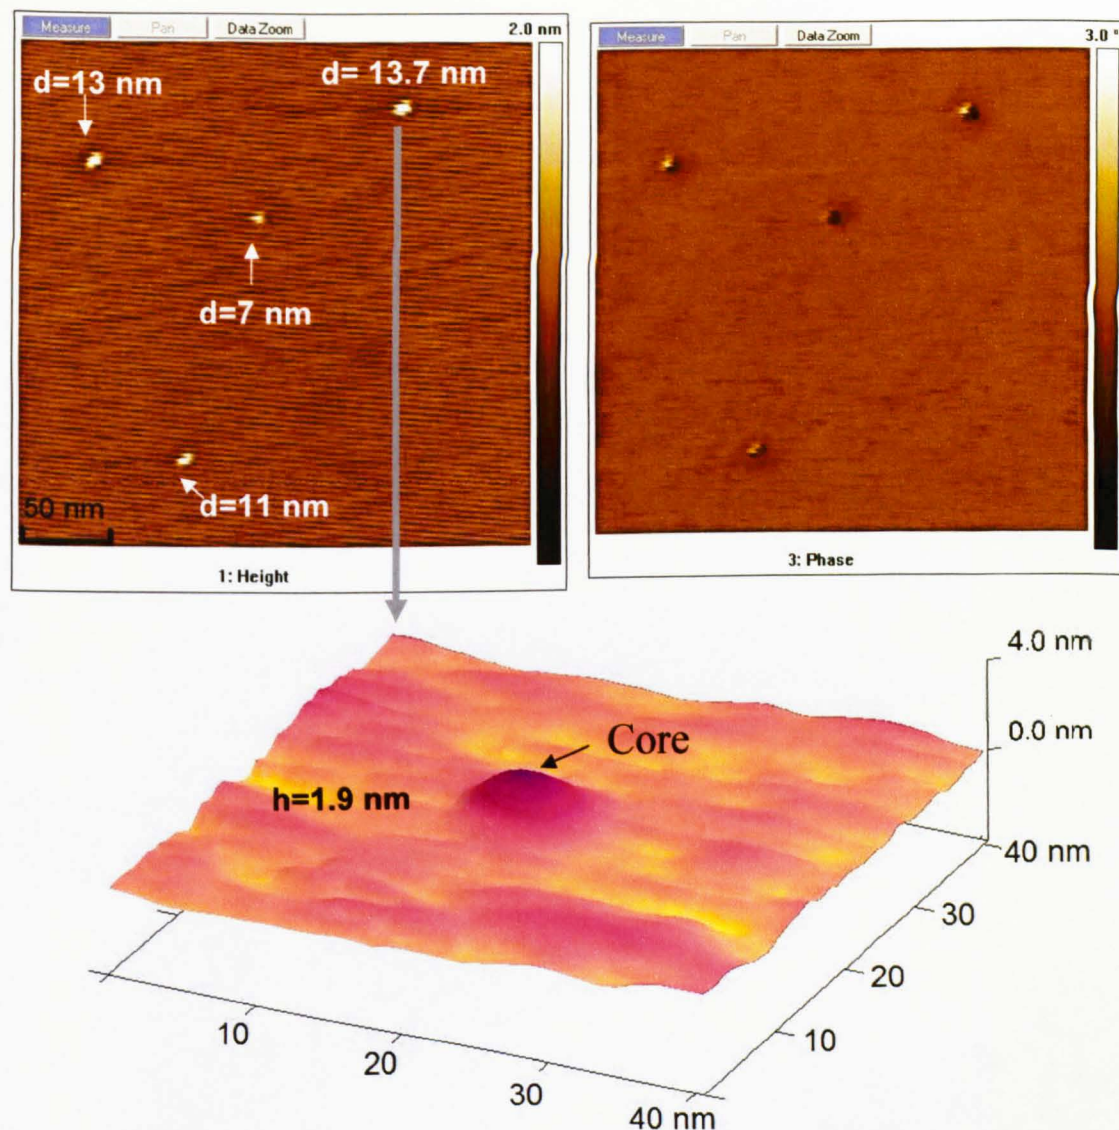 Measure Pan Data Zoom 2.0 nm
d=13 nm
d= 13.7 nm
d=7 nm
d=11 nm
50 nm
1: Height
Measure Pan Data Zoom 3.0 °
3: Phase
4.0 nm
0.0 nm
Core
h=1.9 nm
40 nm
30
20
10
10
20
30
40 nm